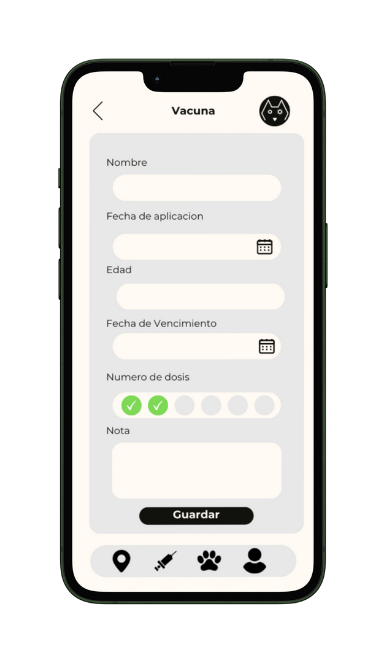 Vacuna
Nombre
Fecha de aplicacion
Edad
Fecha de Vencimiento
Numero de dosis
Nota
Guardar